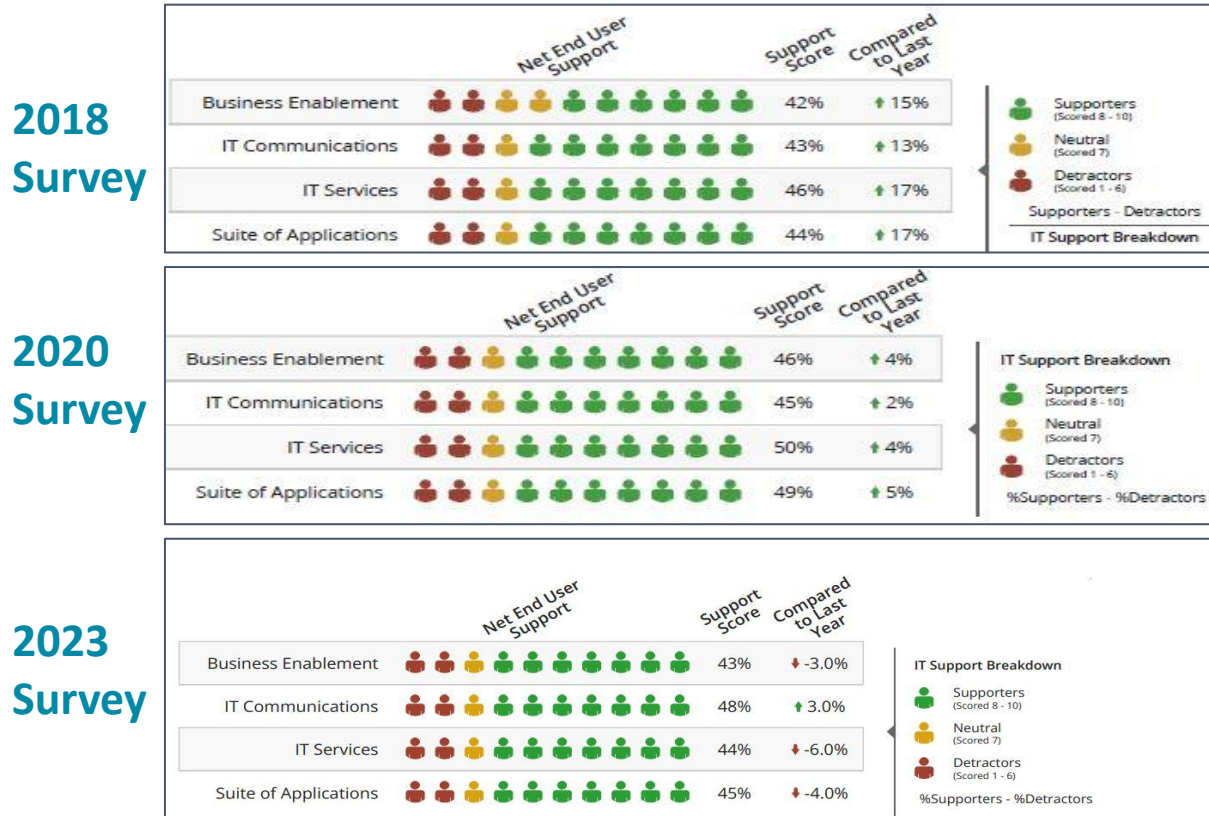 2018
Survey
Net End User
Support
Support
Score
Compared
to Last
Year
Business Enablement 42% 15%
IT Communications 43% 13%
IT Services 46% 17%
Suite of Applications 44% 17%
Supporters
(Scored 8 - 10)
Neutral
(Scored 7)
Detractors
(Scored 1 - 6)
Supporters - Detractors
IT Support Breakdown
2020
Survey
Net End User
Support
Support
Score
Compared
to Last
Year
Business Enablement 46% 4%
IT Communications 45% 2%
IT Services 50% 4%
Suite of Applications 49% 5%
IT Support Breakdown
Supporters
(Scored 8 - 10)
Neutral
(Scored 7)
Detractors
(Scored 1 - 6)
%Supporters - %Detractors
2023
Survey
Net End User
Support
Support
Score
Compared
to Last
Year
Business Enablement 43% -3.0%
IT Communications 48% 3.0%
IT Services 44% -6.0%
Suite of Applications 45% -4.0%
IT Support Breakdown
Supporters
(Scored 8 - 10)
Neutral
(Scored 7)
Detractors
(Scored 1 - 6)
%Supporters - %Detractors